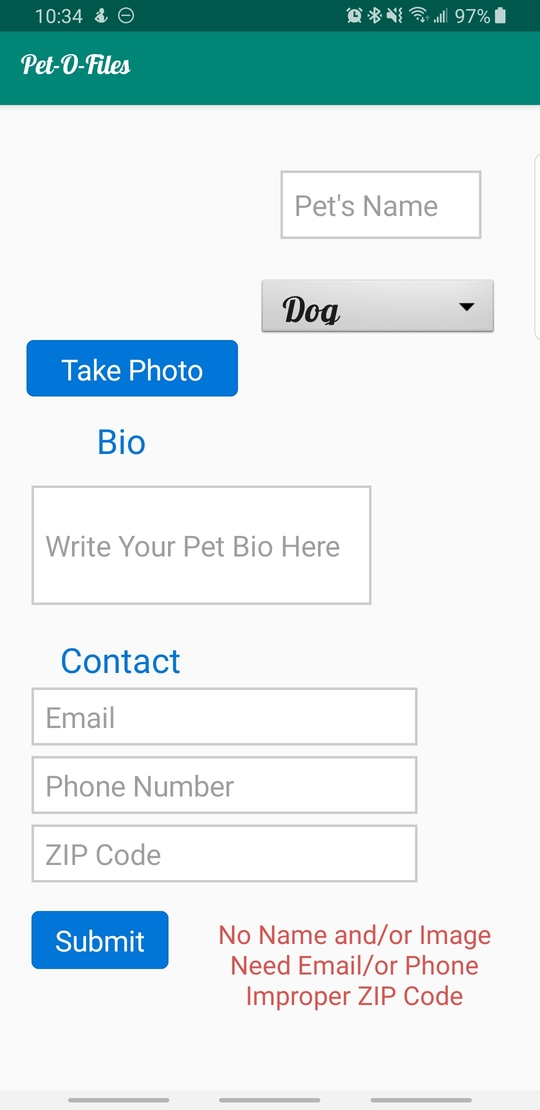 10:34
97%
Pet-O-Files
Pet's Name
Dog
Take Photo
Bio
Write Your Pet Bio Here
Contact
Email
Phone Number
ZIP Code
Submit
No Name and/or Image
Need Email/or Phone
Improper ZIP Code